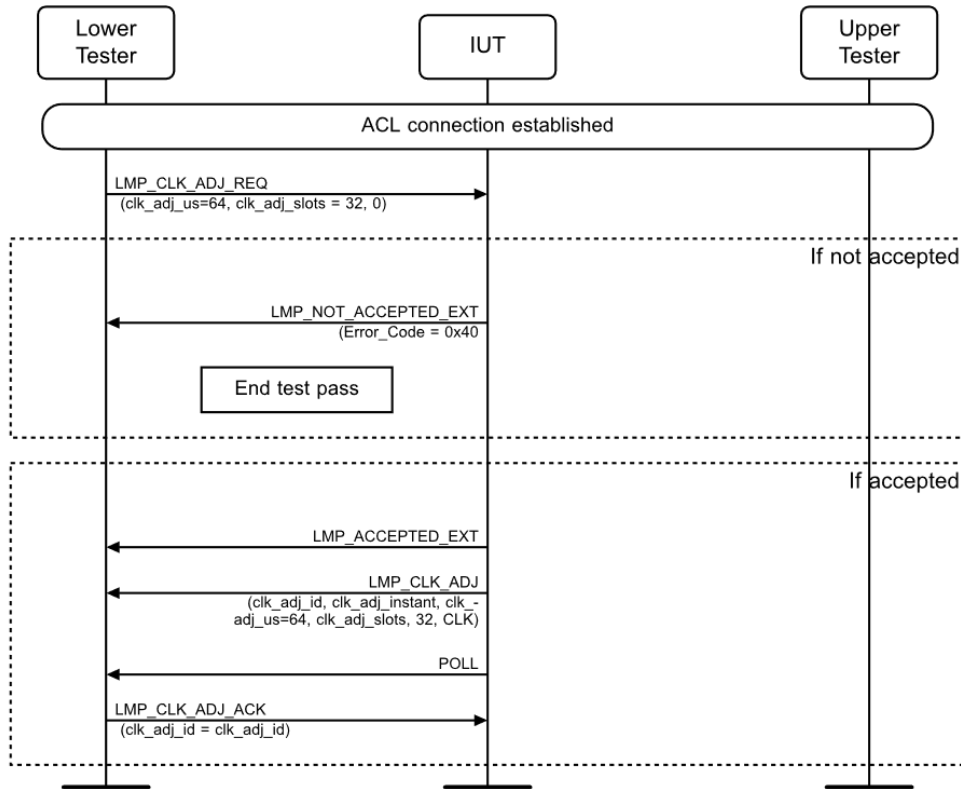 Lower
Tester
IUT
Upper
Tester
ACL connection established
LMP_CLK_ADJ_REQ
(clk_adj_us=64, clk_adj_slots = 32, 0)
If not accepted
LMP_NOT_ACCEPTED_EXT
(Error_Code = 0x40
End test pass
If accepted
LMP_ACCEPTED_EXT
LMP_CLK_ADJ
(clk_adj_id, clk_adj_instant, clk_-
adj_us=64, clk_adj_slots, 32, CLK)
POLL
LMP_CLK_ADJ_ACK
(clk_adj_id = clk_adj_id)